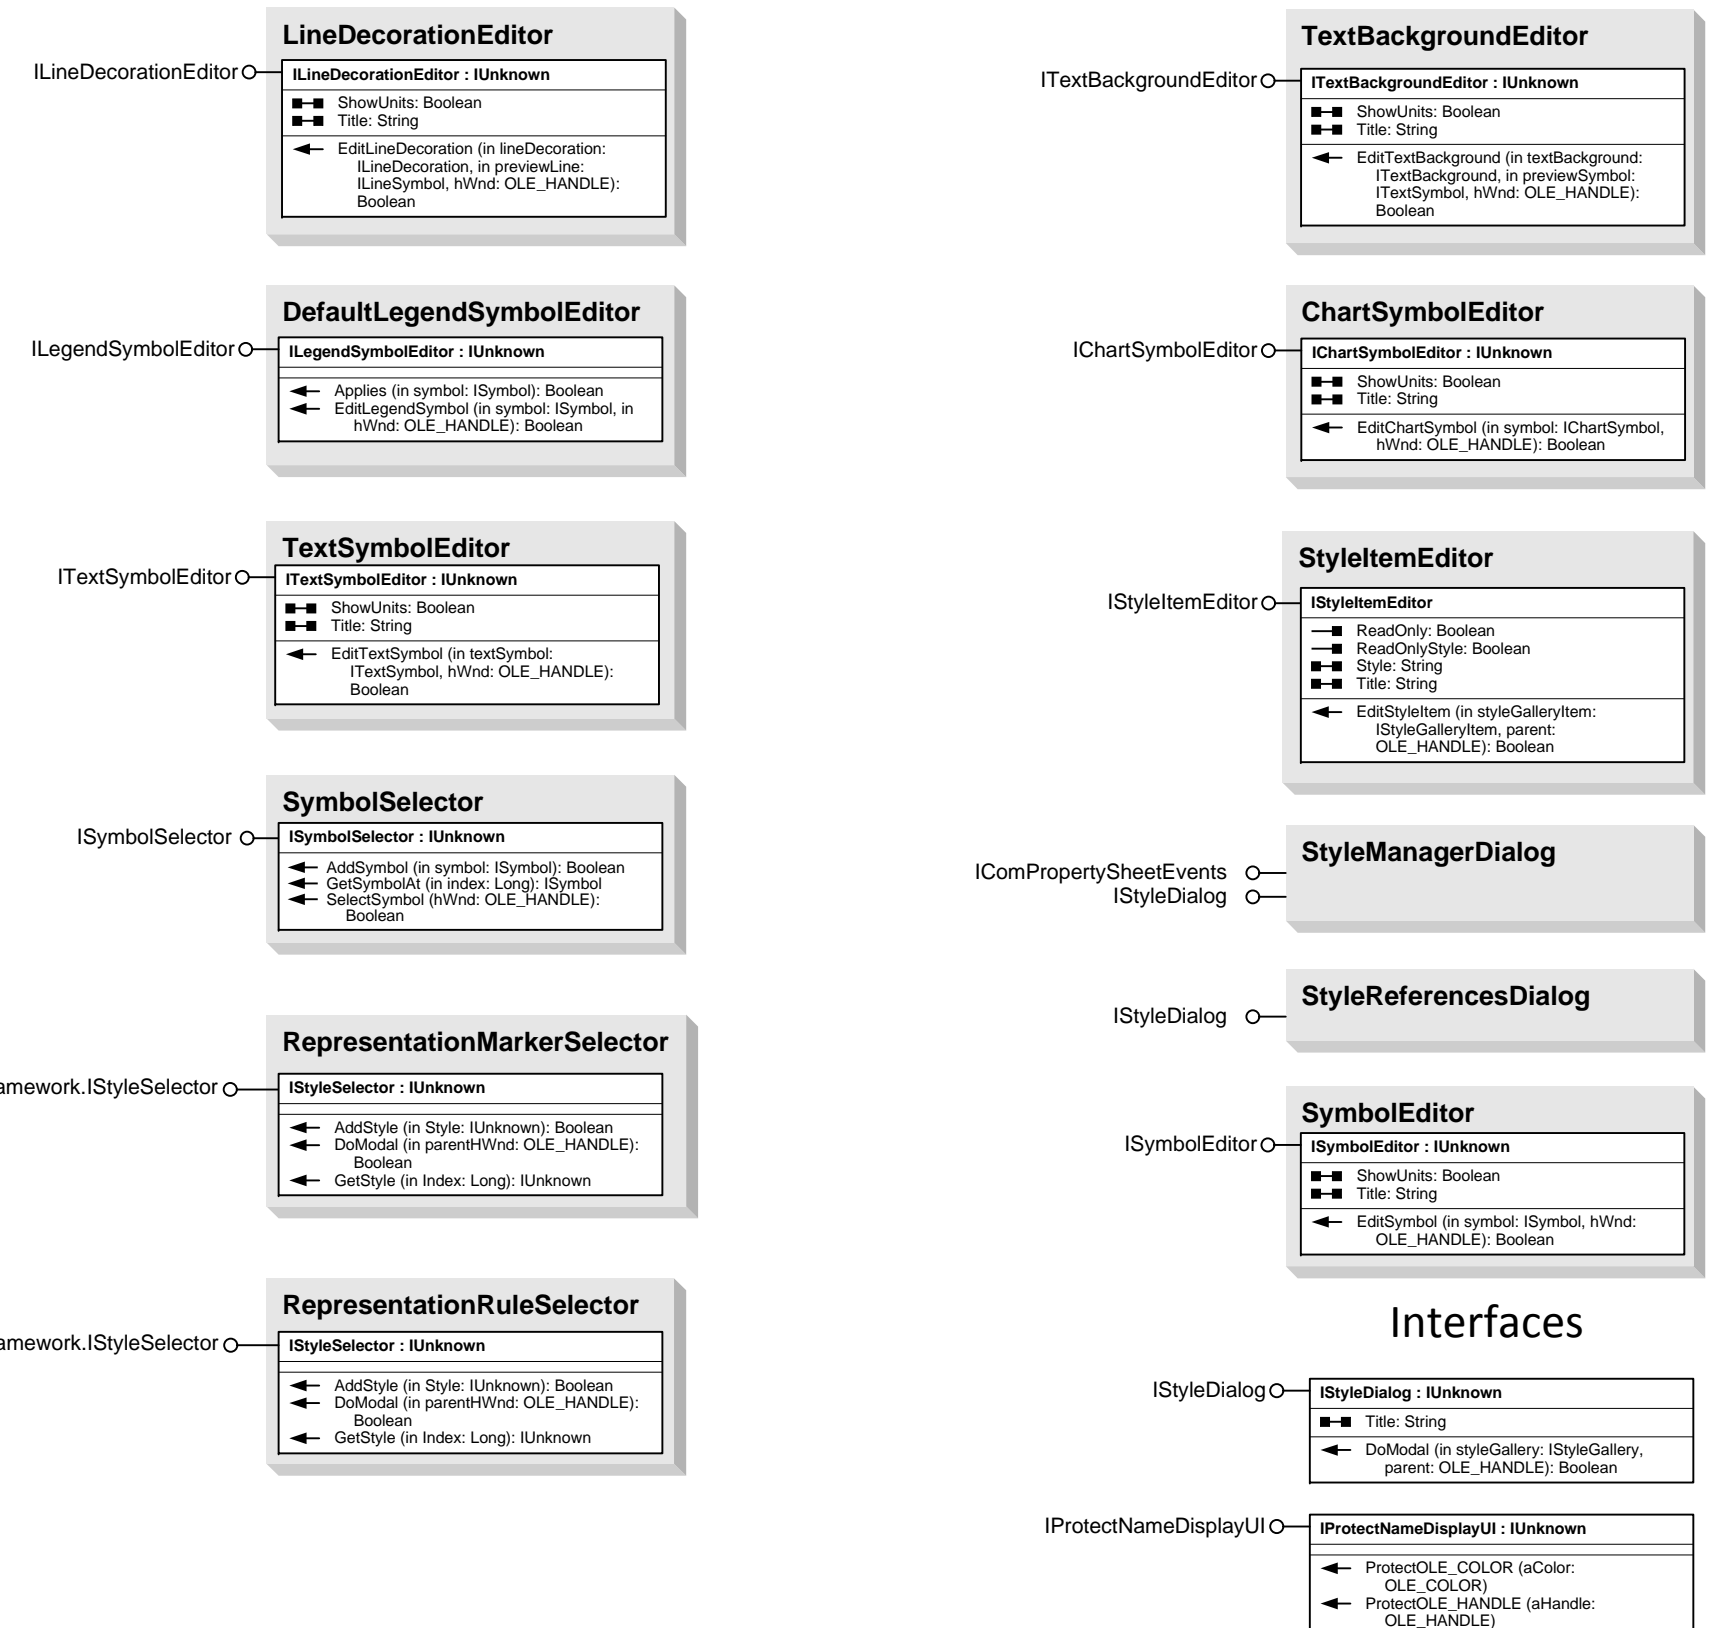 LineDecorationEditor
ILineDecorationEditor
ILineDecorationEditor : IUnknown
ShowUnits: Boolean
Title: String
EditLineDecoration (in lineDecoration:
ILineDecoration, in previewLine:
ILineSymbol, hWnd: OLE_HANDLE):
Boolean
DefaultLegendSymbolEditor
ILegendSymbolEditor
ILegendSymbolEditor : IUnknown
Applies (in symbol: ISymbol): Boolean
EditLegendSymbol (in symbol: ISymbol, in
hWnd: OLE_HANDLE): Boolean
TextSymbolEditor
ITextSymbolEditor
ITextSymbolEditor : IUnknown
ShowUnits: Boolean
Title: String
EditTextSymbol (in textSymbol:
ITextSymbol, hWnd: OLE_HANDLE):
Boolean
SymbolSelector
ISymbolSelector
ISymbolSelector : IUnknown
AddSymbol (in symbol: ISymbol): Boolean
GetSymbolAt (in index: Long): ISymbol
SelectSymbol (hWnd: OLE_HANDLE):
Boolean
RepresentationMarkerSelector
amework.IStyleSelector
IStyleSelector : IUnknown
AddStyle (in Style: IUnknown): Boolean
DoModal (in parentHWnd: OLE_HANDLE):
Boolean
GetStyle (in Index: Long): IUnknown
RepresentationRuleSelector
amework.IStyleSelector
IStyleSelector : IUnknown
AddStyle (in Style: IUnknown): Boolean
DoModal (in parentHWnd: OLE_HANDLE):
Boolean
GetStyle (in Index: Long): IUnknown
TextBackgroundEditor
ITextBackgroundEditor
ITextBackgroundEditor : IUnknown
ShowUnits: Boolean
Title: String
EditTextBackground (in textBackground:
ITextBackground, in previewSymbol:
ITextSymbol, hWnd: OLE_HANDLE):
Boolean
ChartSymbolEditor
IChartSymbolEditor
IChartSymbolEditor : IUnknown
ShowUnits: Boolean
Title: String
EditChartSymbol (in symbol: IChartSymbol,
hWnd: OLE_HANDLE): Boolean
StyleItemEditor
IStyleItemEditor
IStyleItemEditor
ReadOnly: Boolean
ReadOnlyStyle: Boolean
Style: String
Title: String
EditStyleItem (in styleGalleryItem:
IStyleGalleryItem, parent:
OLE_HANDLE): Boolean
StyleManagerDialog
IComPropertySheetEvents
IStyleDialog
StyleReferencesDialog
IStyleDialog
SymbolEditor
ISymbolEditor
ISymbolEditor : IUnknown
ShowUnits: Boolean
Title: String
EditSymbol (in symbol: ISymbol, hWnd:
OLE_HANDLE): Boolean
Interfaces
IStyleDialog
IStyleDialog : IUnknown
Title: String
DoModal (in styleGallery: IStyleGallery,
parent: OLE_HANDLE): Boolean
IProtectNameDisplayUI
IProtectNameDisplayUI : IUnknown
ProtectOLE_COLOR (aColor:
OLE_COLOR)
ProtectOLE_HANDLE (aHandle:
OLE_HANDLE)